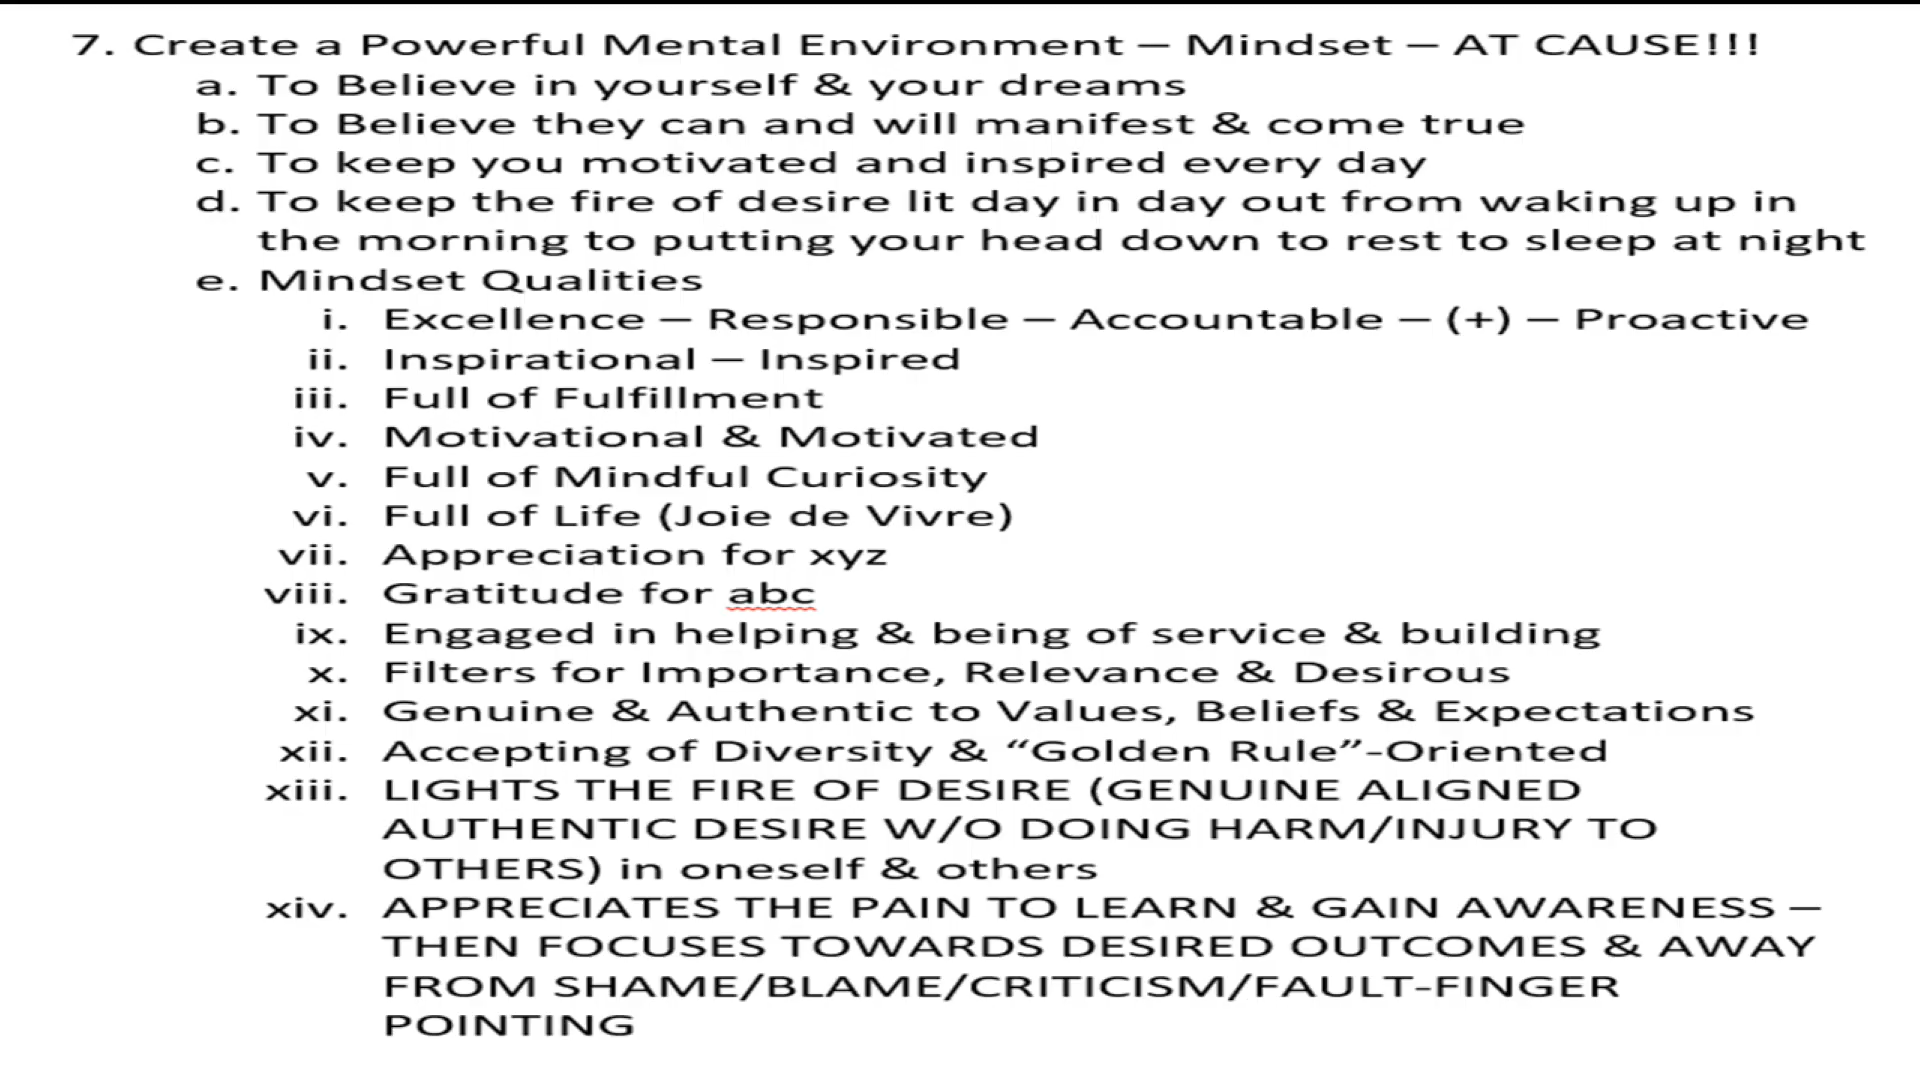 7. Create a Powerful Mental Environment – Mindset – AT CAUSE!!!
a. To Believe in yourself & your dreams
b. To Believe they can and will manifest & come true
c. To keep you motivated and inspired every day
d. To keep the fire of desire lit day in day out from waking up in
the morning to putting your head down to rest to sleep at night
e. Mindset Qualities
i. Excellence – Responsible – Accountable – (+) – Proactive
ii. Inspirational – Inspired
iii. Full of Fulfillment
iv. Motivational & Motivated
v. Full of Mindful Curiosity
vi. Full of Life (Joie de Vivre)
vii. Appreciation for xyz
viii. Gratitude for abc
ix. Engaged in helping & being of service & building
x. Filters for Importance, Relevance & Desirous
xi. Genuine & Authentic to Values, Beliefs & Expectations
xii. Accepting of Diversity & “Golden Rule”-Oriented
xiii. LIGHTS THE FIRE OF DESIRE (GENUINE ALIGNED
AUTHENTIC DESIRE W/O DOING HARM/INJURY TO
OTHERS) in oneself & others
xiv. APPRECIATES THE PAIN TO LEARN & GAIN AWARENESS –
THEN FOCUSES TOWARDS DESIRED OUTCOMES & AWAY
FROM SHAME/BLAME/CRITICISM/FAULT-FINGER
POINTING